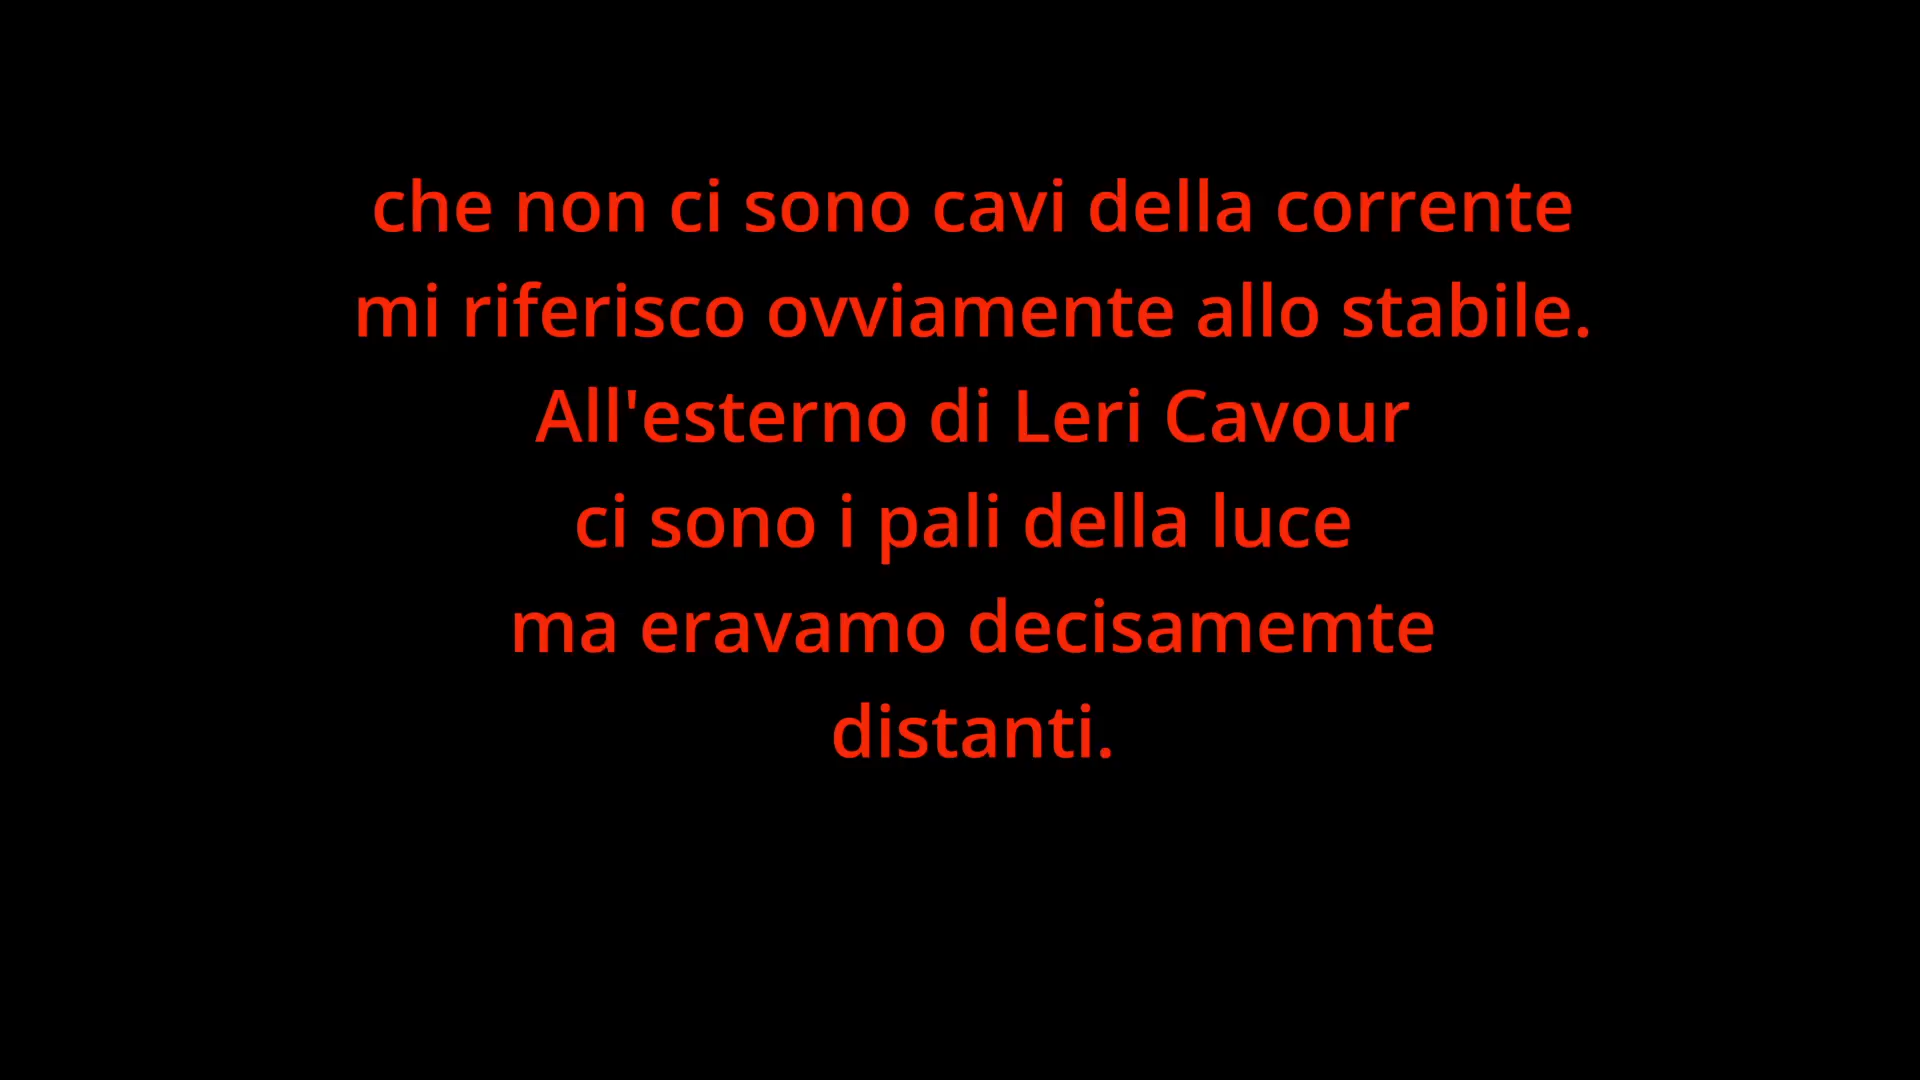 che non ci sono cavi della corrente
mi riferisco ovviamente allo stabile.
All'esterno di Leri Cavour
ci sono i pali della luce
ma eravamo decisamemte
distanti.